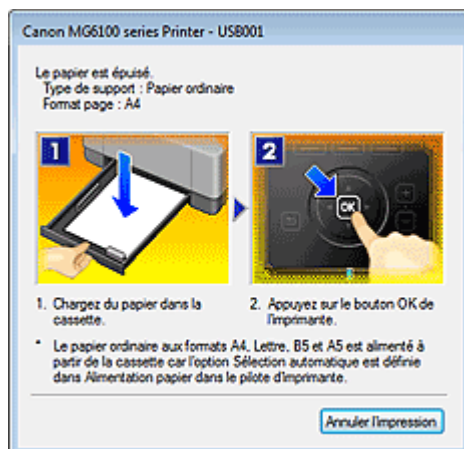 Canon MG6100 series Printer - USB001
Le papier est épuisé.
Type de support : Papier ordinaire
Format page : A4
1
2
OK
1. Chargez du papier dans la
cassette.
2. Appuyez sur le bouton OK de
l'imprimante.
* Le papier ordinaire aux formats A4, Lettre, B5 et A5 est alimenté à
partir de la cassette car l'option Sélection automatique est définie
dans Alimentation papier dans le pilote d'imprimante.
Annuler l'impression